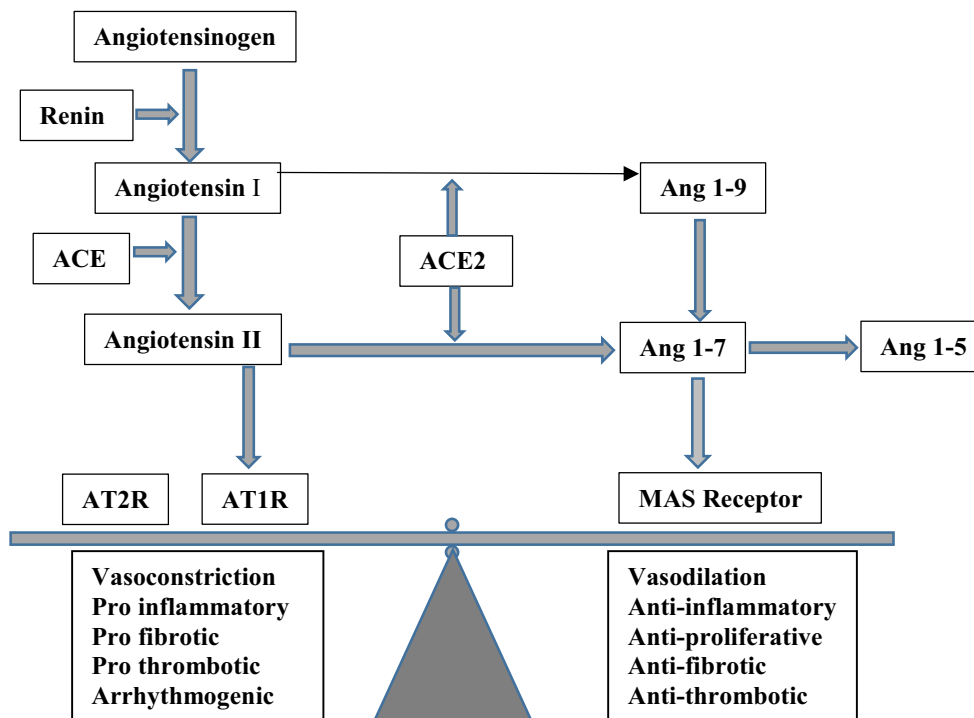 Angiotensinogen
Renin
Angiotensin I
Ang 1-9
ACE
ACE2
Angiotensin II
Ang 1-7
Ang 1-5
AT2R
AT1R
MAS Receptor
Vasoconstriction
Pro inflammatory
Pro fibrotic
Pro thrombotic
Arrhythmogenic
Vasodilation
Anti-inflammatory
Anti-proliferative
Anti-fibrotic
Anti-thrombotic